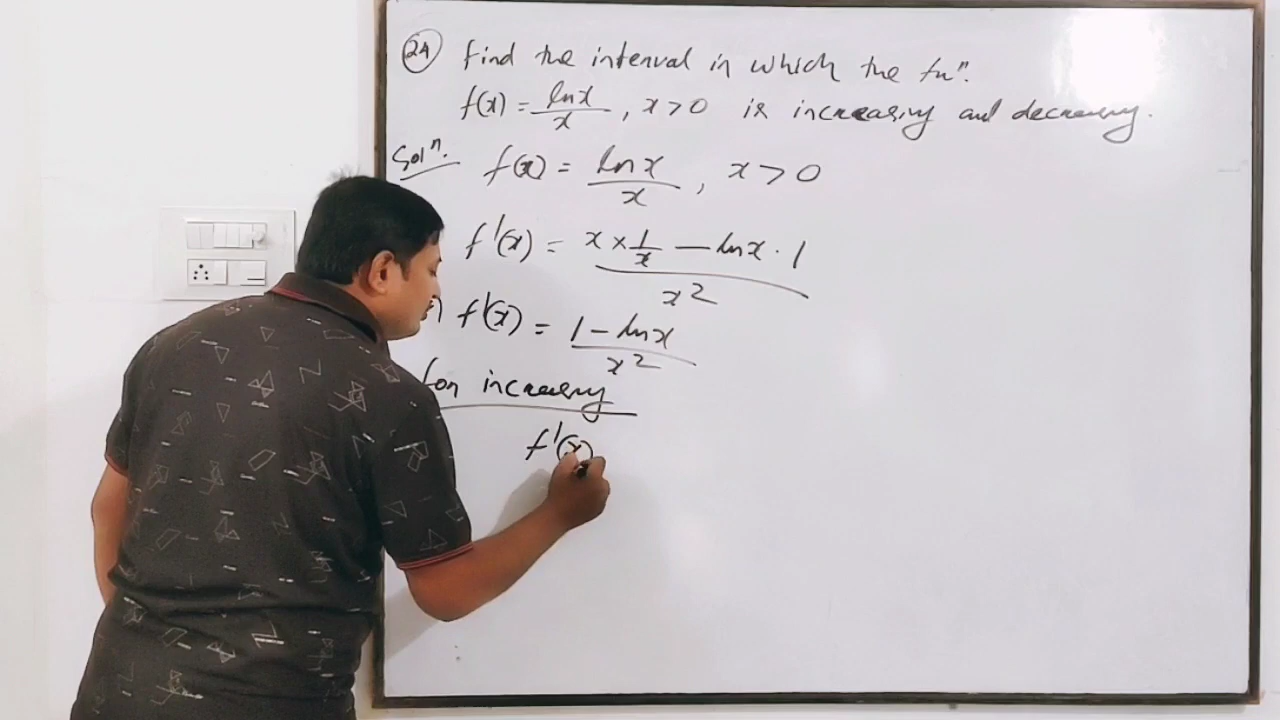 24 Find the interval in which the fnⁿ.
f(x) = lnx/x , x>0 is increasing and decreasing.
Solⁿ. f(x) = lnx/x , x>0
f'(x) = (x × 1/x − lnx · 1)/x²
f'(x) = (1 − lnx)/x²
for increasing
f'(x)